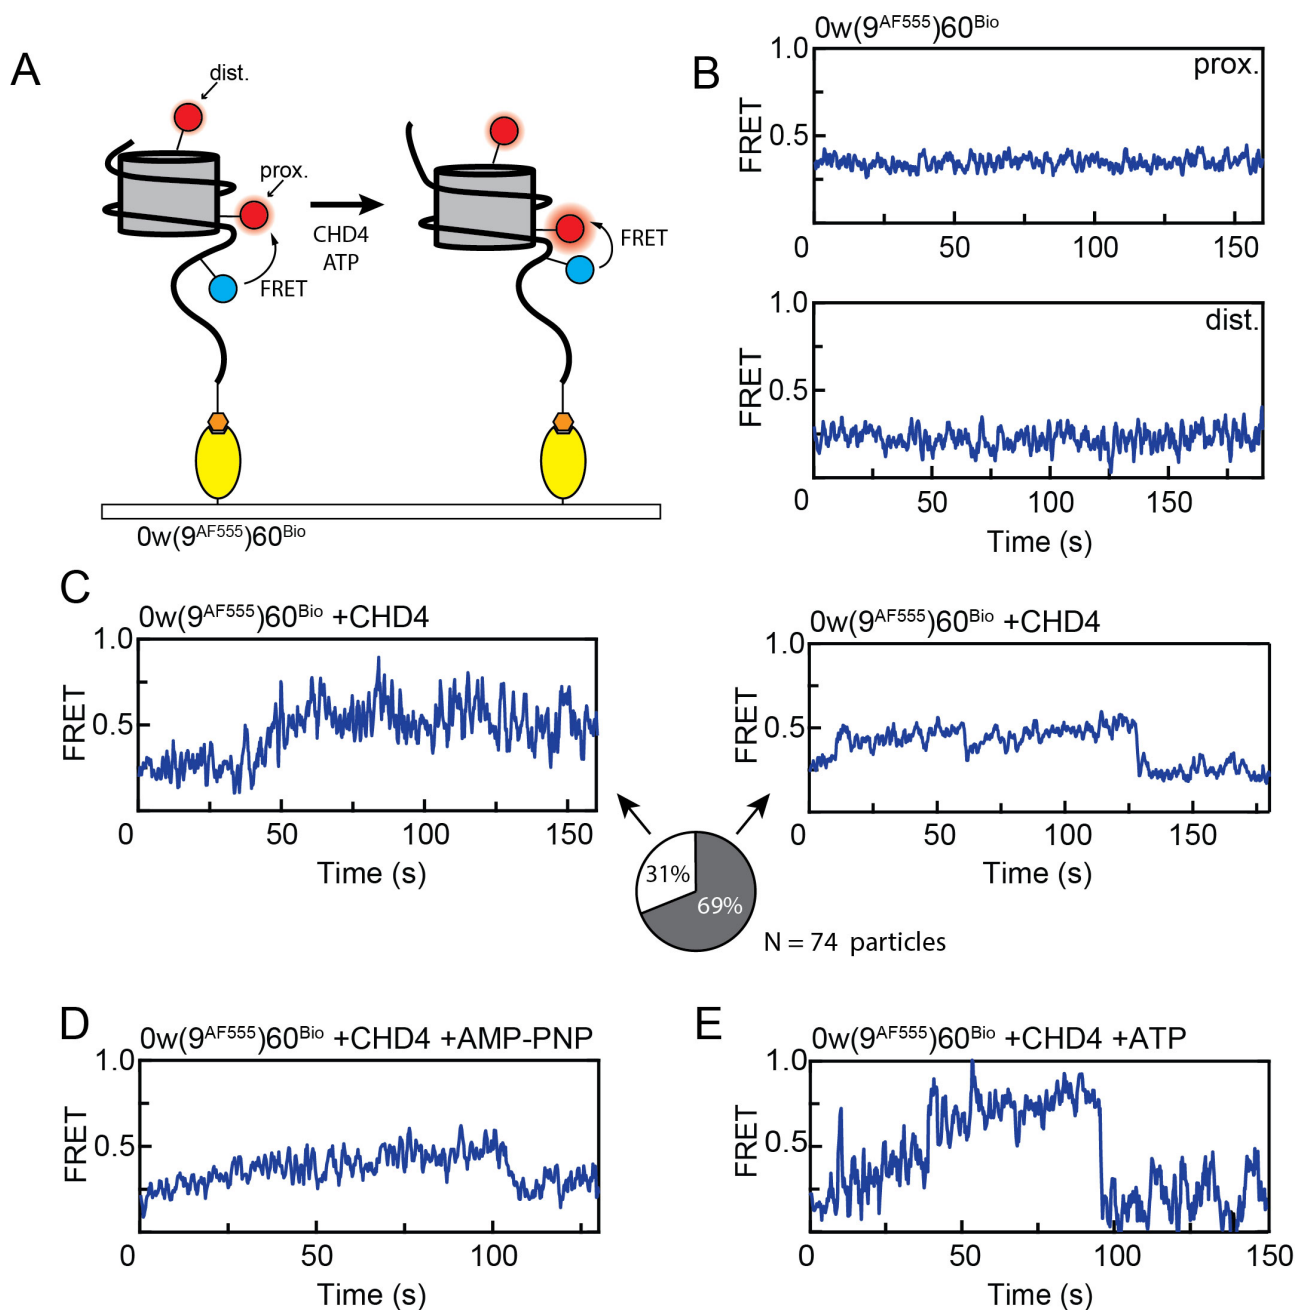 A
dist.
prox.
CHD4
ATP
FRET
FRET
0w(9AF555)60Bio
B
0w(9AF555)60Bio
prox.
FRET
1.0
0.5
0 50 100 150
dist.
FRET
1.0
0.5
0 50 100 150
Time (s)
C
0w(9AF555)60Bio +CHD4
FRET
1.0
0.5
0 50 100 150
Time (s)
0w(9AF555)60Bio +CHD4
FRET
1.0
0.5
0 50 100 150
Time (s)
31%
69%
N = 74 particles
D
0w(9AF555)60Bio +CHD4 +AMP-PNP
FRET
1.0
0.5
0 50 100
Time (s)
E
0w(9AF555)60Bio +CHD4 +ATP
FRET
1.0
0.5
0 50 100 150
Time (s)